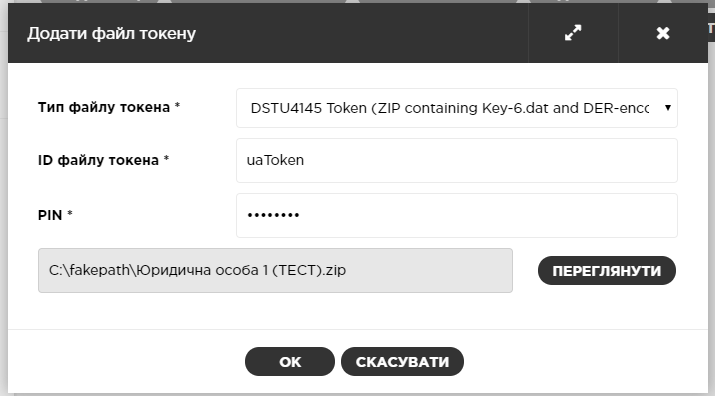 Додати файл токену
Тип файлу токена *
DSTU4145 Token (ZIP containing Key-6.dat and DER-enco
ID файлу токена *
uaToken
PIN *
••••••••
C:\fakepath\Юридична особа 1 (ТЕСТ).zip
ПЕРЕГЛЯНУТИ
ОК
СКАСУВАТИ